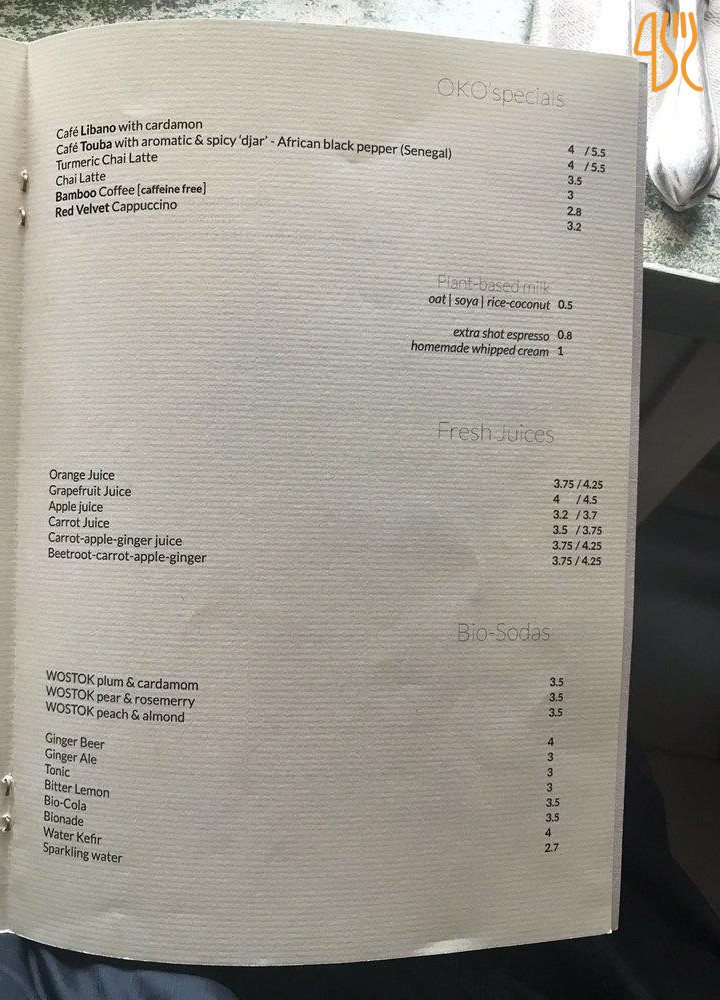 OKO'specials
Café Libano with cardamon 4 / 5.5
Café Touba with aromatic & spicy 'djar' - African black pepper (Senegal) 4 / 5.5
Turmeric Chai Latte 3.5
Chai Latte 3
Bamboo Coffee [caffeine free] 2.8
Red Velvet Cappuccino 3.2
Plant-based milk
oat | soya | rice-coconut 0.5
extra shot espresso 0.8
homemade whipped cream 1
Fresh Juices
Orange Juice 3.75 / 4.25
Grapefruit Juice 4 / 4.5
Apple juice 3.2 / 3.7
Carrot Juice 3.5 / 3.75
Carrot-apple-ginger juice 3.75 / 4.25
Beetroot-carrot-apple-ginger 3.75 / 4.25
Bio-Sodas
WOSTOK plum & cardamom 3.5
WOSTOK pear & rosemerry 3.5
WOSTOK peach & almond 3.5
Ginger Beer 4
Ginger Ale 3
Tonic 3
Bitter Lemon 3
Bio-Cola 3.5
Bionade 3.5
Water Kefir 4
Sparkling water 2.7